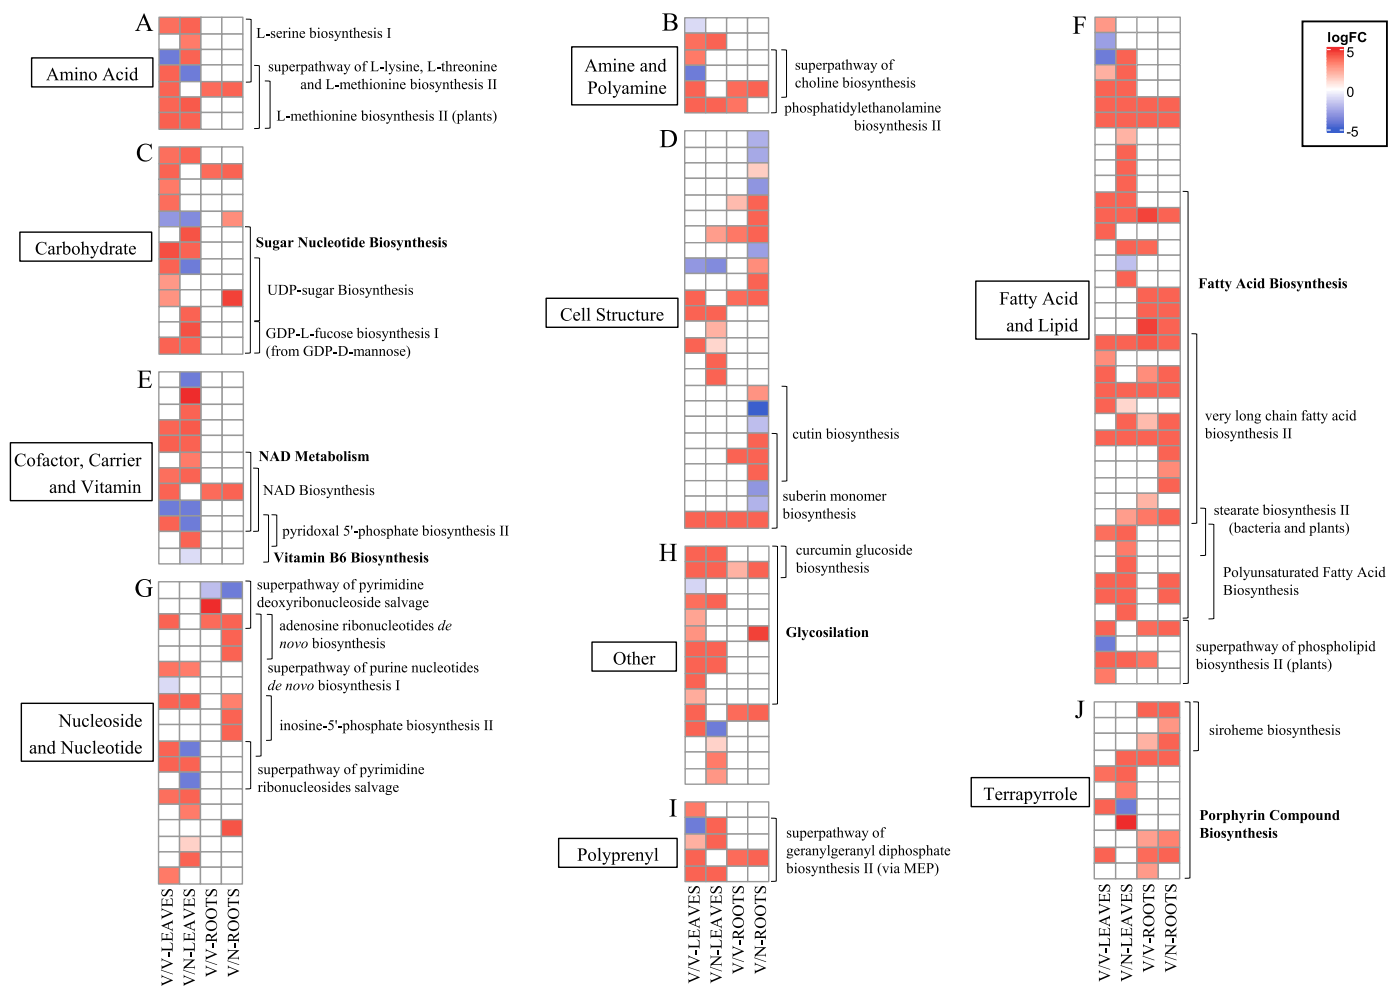 A
Amino Acid
L-serine biosynthesis I
superpathway of L-lysine, L-threonine
and L-methionine biosynthesis II
L-methionine biosynthesis II (plants)
C
Carbohydrate
Sugar Nucleotide Biosynthesis
UDP-sugar Biosynthesis
GDP-L-fucose biosynthesis I
(from GDP-D-mannose)
E
Cofactor, Carrier
and Vitamin
NAD Metabolism
NAD Biosynthesis
pyridoxal 5'-phosphate biosynthesis II
Vitamin B6 Biosynthesis
G
Nucleoside
and Nucleotide
superpathway of pyrimidine
deoxyribonucleoside salvage
adenosine ribonucleotides de
novo biosynthesis
superpathway of purine nucleotides
de novo biosynthesis I
inosine-5'-phosphate biosynthesis II
superpathway of pyrimidine
ribonucleosides salvage
V/V-LEAVES
V/N-LEAVES
V/V-ROOTS
V/N-ROOTS
B
Amine and
Polyamine
superpathway of
choline biosynthesis
phosphatidylethanolamine
biosynthesis II
D
Cell Structure
cutin biosynthesis
suberin monomer
biosynthesis
H
Other
curcumin glucoside
biosynthesis
Glycosilation
I
Polyprenyl
superpathway of
geranylgeranyl diphosphate
biosynthesis II (via MEP)
V/V-LEAVES
V/N-LEAVES
V/V-ROOTS
V/N-ROOTS
F
Fatty Acid
and Lipid
Fatty Acid Biosynthesis
very long chain fatty acid
biosynthesis II
stearate biosynthesis II
(bacteria and plants)
Polyunsaturated Fatty Acid
Biosynthesis
superpathway of phospholipid
biosynthesis II (plants)
J
Terrapyrrole
siroheme biosynthesis
Porphyrin Compound
Biosynthesis
V/V-LEAVES
V/N-LEAVES
V/V-ROOTS
V/N-ROOTS
logFC
5
0
-5